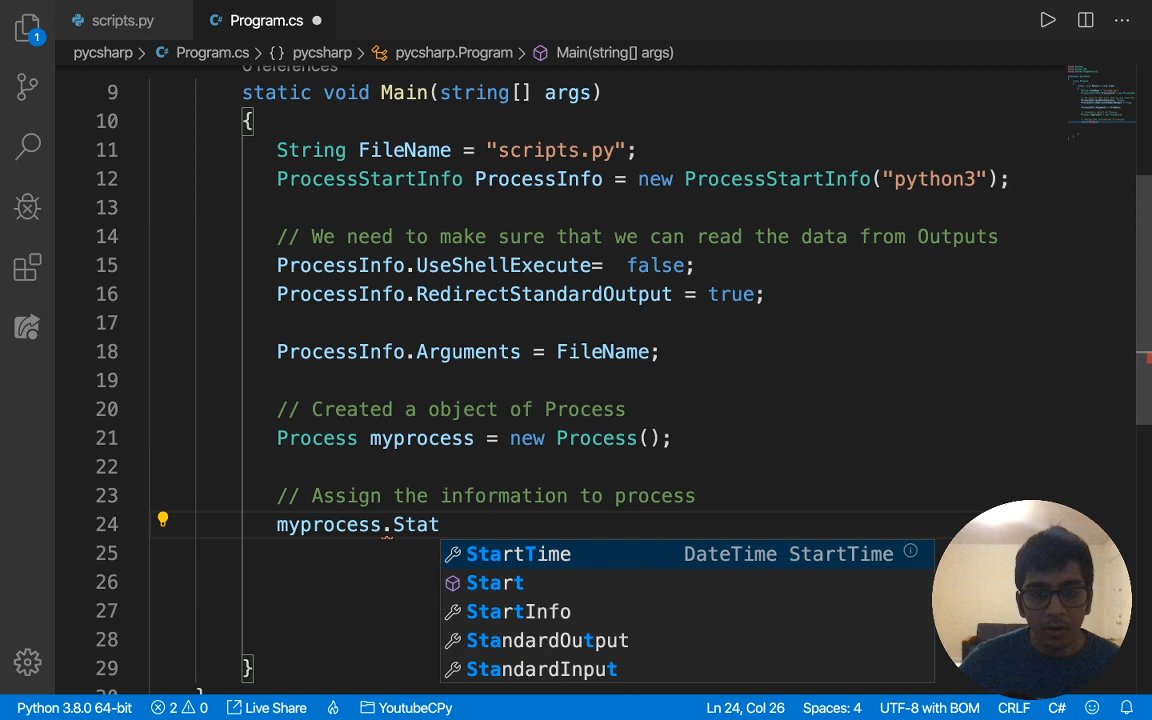 scripts.py
Program.cs
1
pycsharp > Program.cs > {} pycsharp > pycsharp.Program > Main(string[] args)
0 references
9 static void Main(string[] args)
10 {
11 String FileName = "scripts.py";
12 ProcessStartInfo ProcessInfo = new ProcessStartInfo("python3");
13
14 // We need to make sure that we can read the data from Outputs
15 ProcessInfo.UseShellExecute=  false;
16 ProcessInfo.RedirectStandardOutput = true;
17
18 ProcessInfo.Arguments = FileName;
19
20 // Created a object of Process
21 Process myprocess = new Process();
22
23 // Assign the information to process
24 myprocess.Stat
25 StartTime DateTime StartTime
26 Start
27 StartInfo
28 StandardOutput
29 } StandardInput
Python 3.8.0 64-bit 2 0 Live Share YoutubeCPy Ln 24, Col 26 Spaces: 4 UTF-8 with BOM CRLF C#